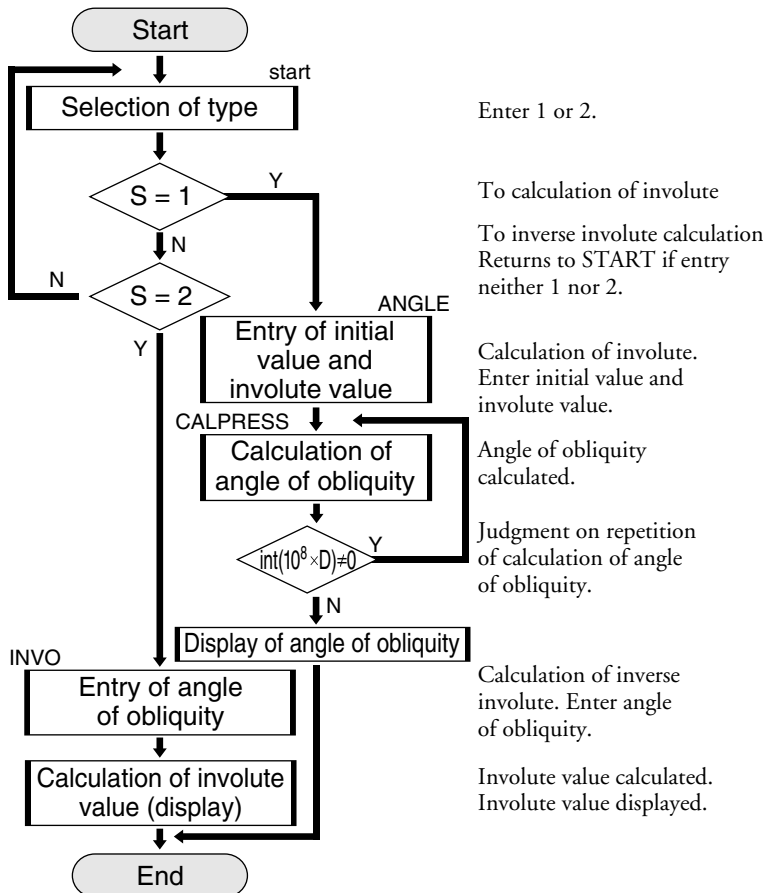 Start
start
Selection of type
Enter 1 or 2.
S = 1
Y
To calculation of involute
N
To inverse involute calculation
Returns to START if entry
neither 1 nor 2.
N
S = 2
Y
ANGLE
Entry of initial
value and
involute value
Calculation of involute.
Enter initial value and
involute value.
CALPRESS
Calculation of
angle of obliquity
Angle of obliquity
calculated.
int(10⁸ ×D)≠0
Y
Judgment on repetition
of calculation of angle
of obliquity.
N
Display of angle of obliquity
INVO
Entry of angle
of obliquity
Calculation of inverse
involute. Enter angle
of obliquity.
Calculation of involute
value (display)
Involute value calculated.
Involute value displayed.
End